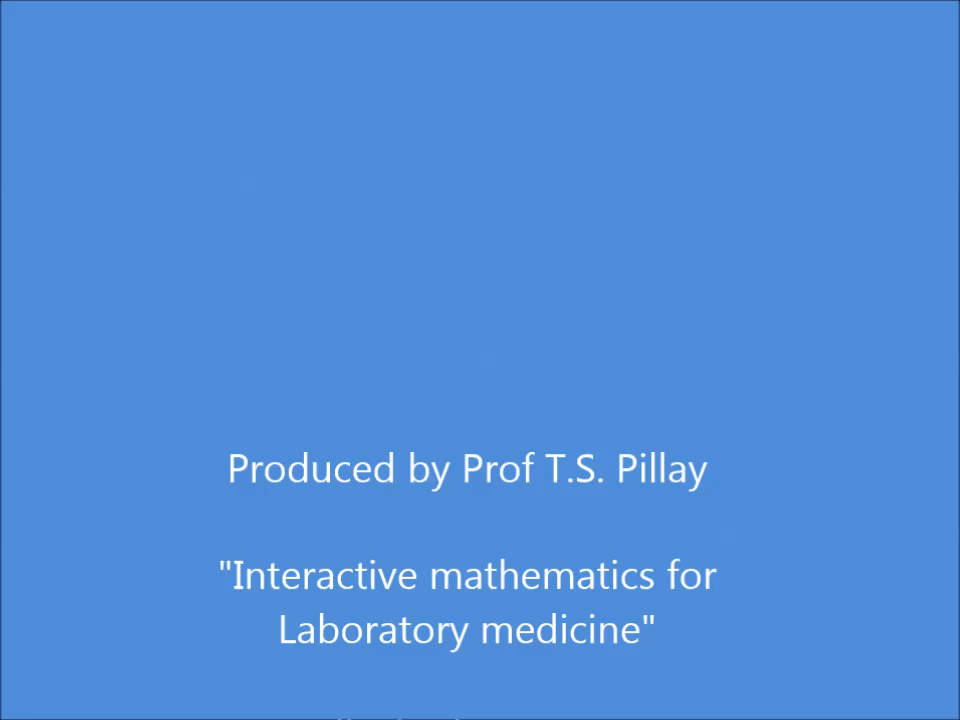 Produced by Prof T.S. Pillay
"Interactive mathematics for
Laboratory medicine"